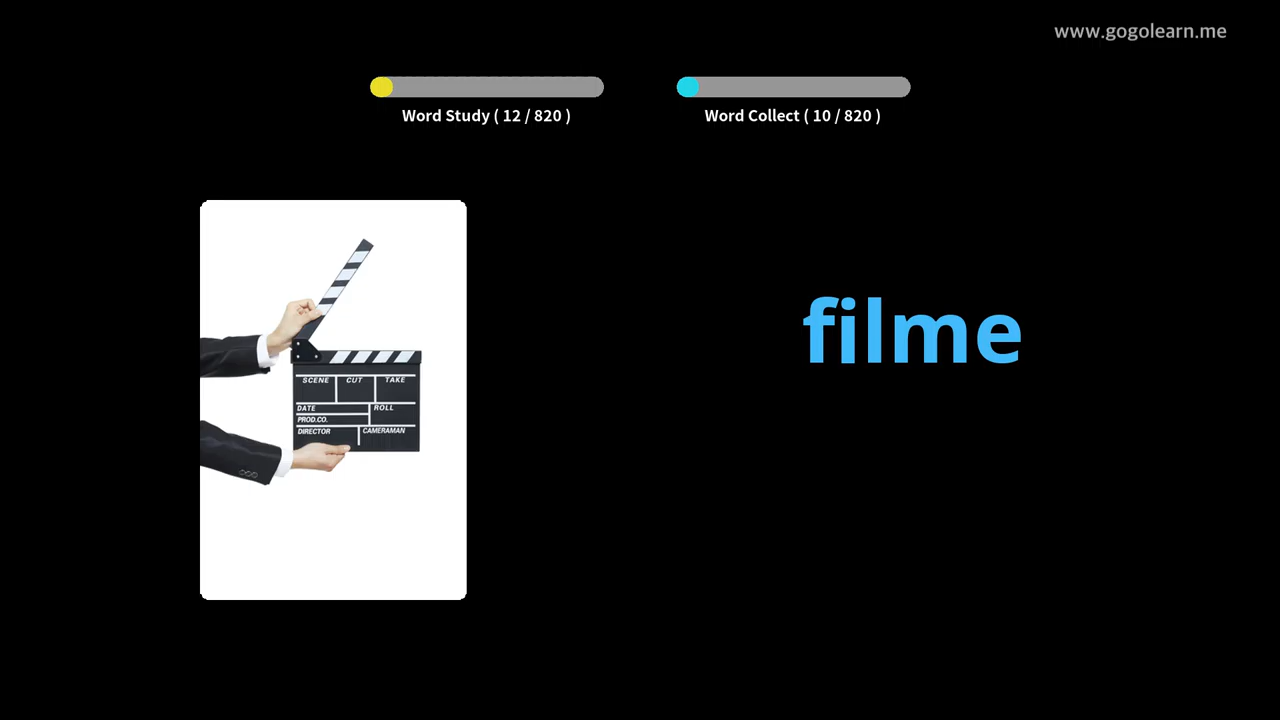 www.gogolearn.me
Word Study ( 12 / 820 )
Word Collect ( 10 / 820 )
filme
SCENE CUT TAKE
DATE ROLL
PROD.CO.
DIRECTOR CAMERAMAN